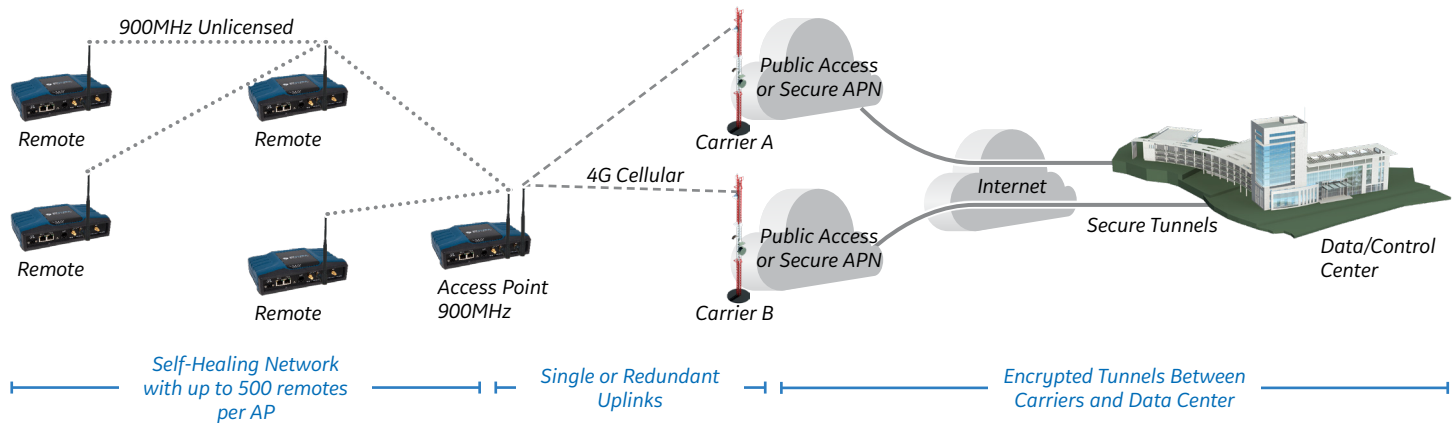 900MHz Unlicensed
Remote
Remote
Remote
Remote
Access Point
900MHz
4G Cellular
Carrier A
Public Access
or Secure APN
Carrier B
Public Access
or Secure APN
Internet
Secure Tunnels
Data/Control
Center
Self-Healing Network
with up to 500 remotes
per AP
Single or Redundant
Uplinks
Encrypted Tunnels Between
Carriers and Data Center